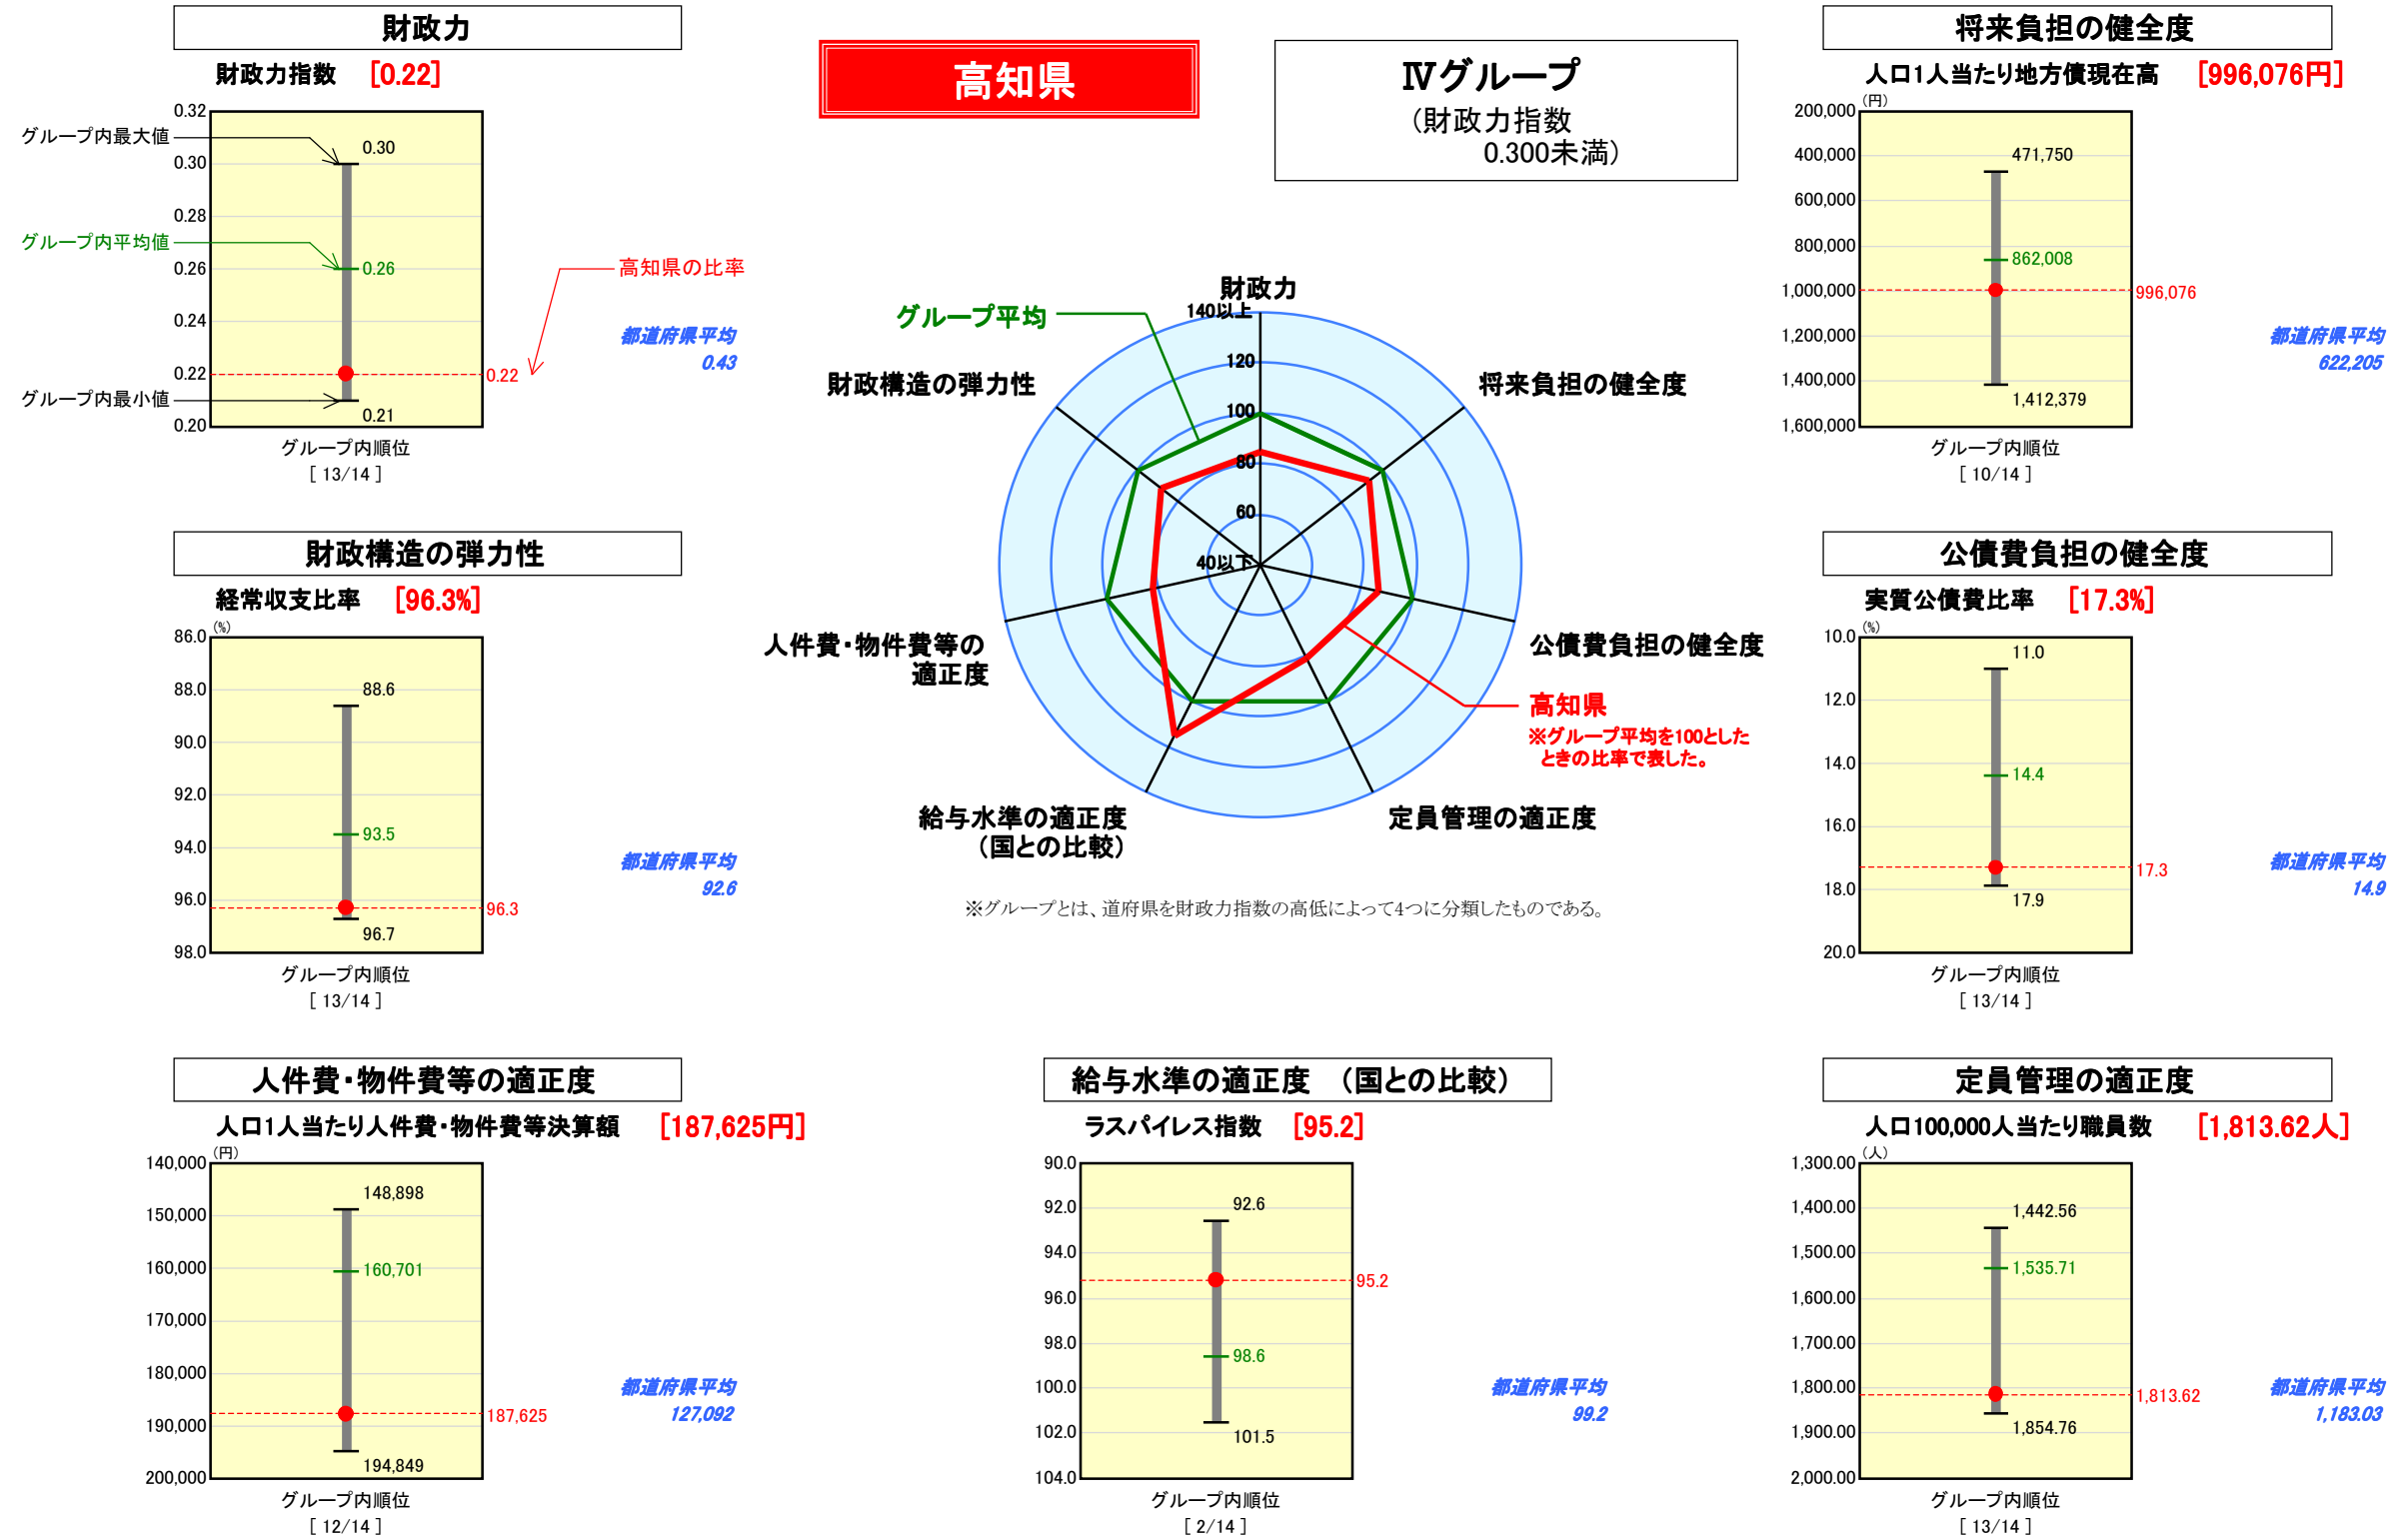 財政力
財政力指数 [0.22]
0.32
0.30
0.28
0.26
0.24
0.22
0.20
グループ内最大値
グループ内平均値
グループ内最小値
0.30
0.26
0.21
0.22
高知県の比率
都道府県平均
0.43
グループ内順位
[ 13/14 ]
高知県
Ⅳグループ
(財政力指数
0.300未満)
将来負担の健全度
人口1人当たり地方債現在高 [996,076円]
(円)
200,000
400,000
600,000
800,000
1,000,000
1,200,000
1,400,000
1,600,000
471,750
862,008
996,076
1,412,379
都道府県平均
622,205
グループ内順位
[ 10/14 ]
財政力
140以上
120
100
80
60
40以下
グループ平均
財政構造の弾力性
将来負担の健全度
人件費・物件費等の
適正度
公債費負担の健全度
高知県
※グループ平均を100とした
ときの比率で表した。
給与水準の適正度
(国との比較)
定員管理の適正度
※グループとは、道府県を財政力指数の高低によって4つに分類したものである。
財政構造の弾力性
経常収支比率 [96.3%]
(%)
86.0
88.0
90.0
92.0
94.0
96.0
98.0
88.6
93.5
96.3
96.7
都道府県平均
92.6
グループ内順位
[ 13/14 ]
公債費負担の健全度
実質公債費比率 [17.3%]
(%)
10.0
12.0
14.0
16.0
18.0
20.0
11.0
14.4
17.3
17.9
都道府県平均
14.9
グループ内順位
[ 13/14 ]
人件費・物件費等の適正度
人口1人当たり人件費・物件費等決算額 [187,625円]
(円)
140,000
150,000
160,000
170,000
180,000
190,000
200,000
148,898
160,701
187,625
194,849
都道府県平均
127,092
グループ内順位
[ 12/14 ]
給与水準の適正度 (国との比較)
ラスパイレス指数 [95.2]
90.0
92.0
94.0
96.0
98.0
100.0
102.0
104.0
92.6
95.2
98.6
101.5
都道府県平均
99.2
グループ内順位
[ 2/14 ]
定員管理の適正度
人口100,000人当たり職員数 [1,813.62人]
(人)
1,300.00
1,400.00
1,500.00
1,600.00
1,700.00
1,800.00
1,900.00
2,000.00
1,442.56
1,535.71
1,813.62
1,854.76
都道府県平均
1,183.03
グループ内順位
[ 13/14 ]